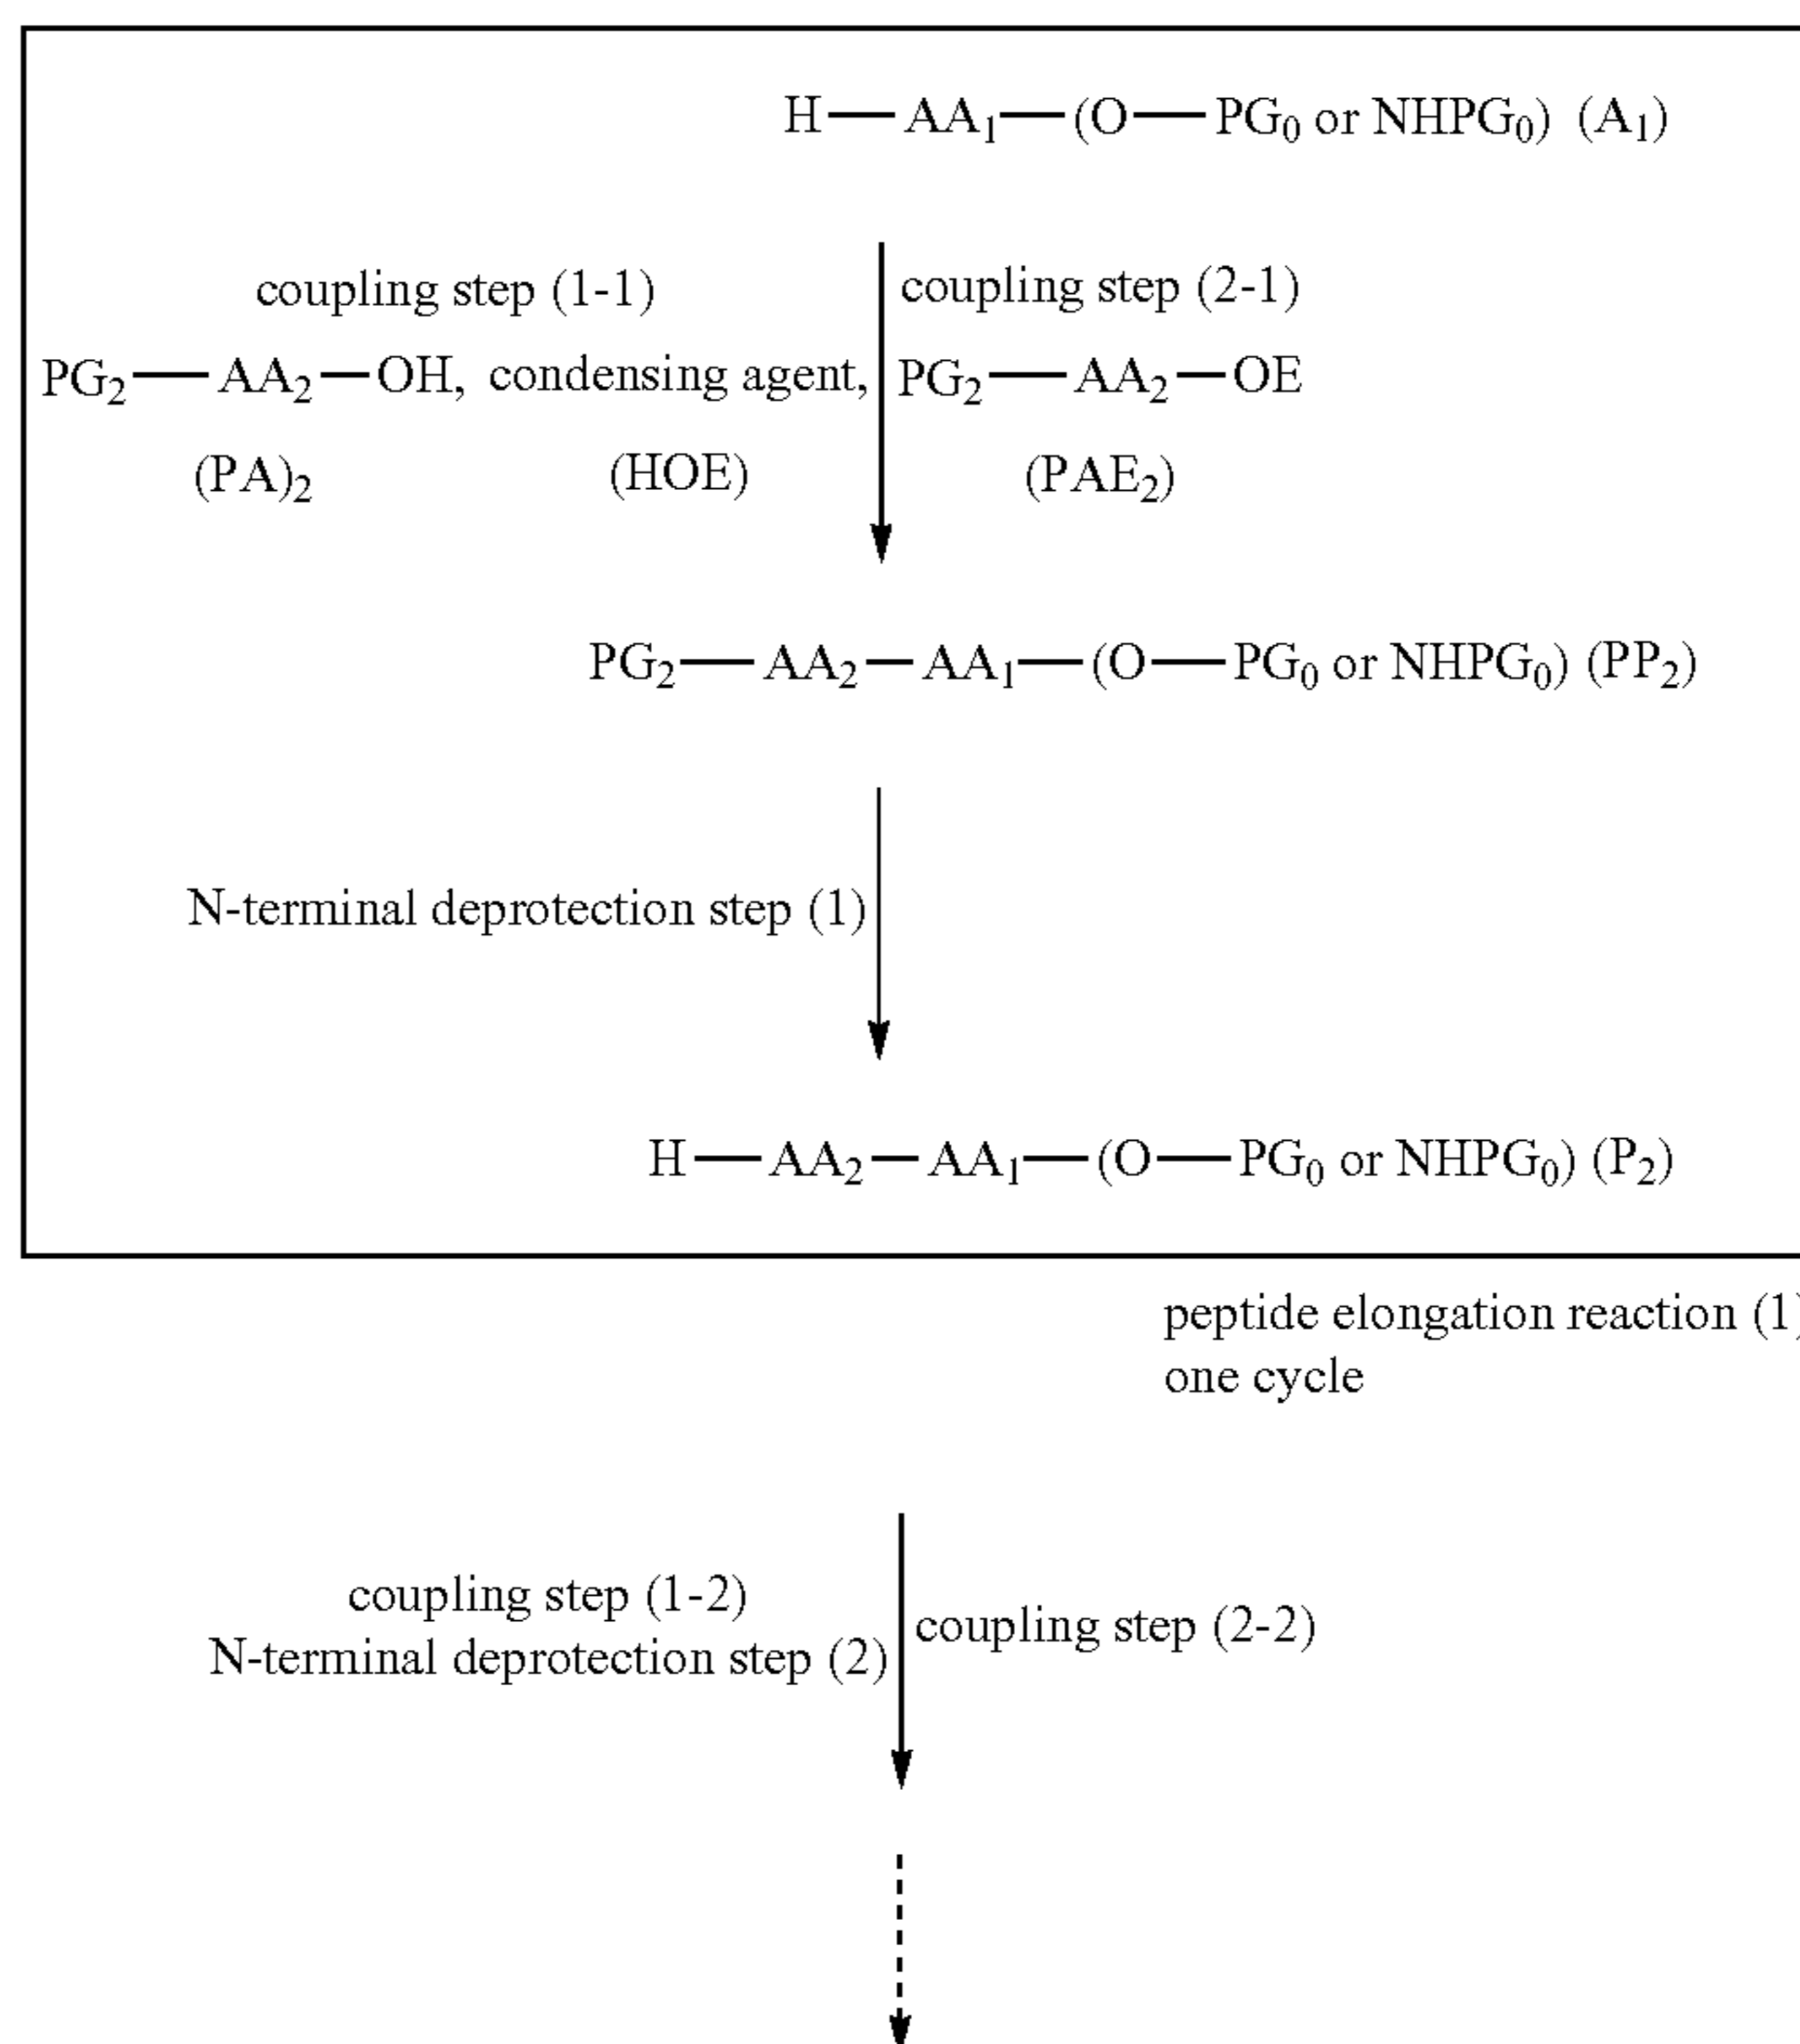 H—AA₁—(O—PG₀ or NHPG₀) (A₁)
coupling step (1-1)
PG₂—AA₂—OH, condensing agent,
(PA)₂ (HOE)
coupling step (2-1)
PG₂—AA₂—OE
(PAE₂)
PG₂—AA₂—AA₁—(O—PG₀ or NHPG₀) (PP₂)
N-terminal deprotection step (1)
H—AA₂—AA₁—(O—PG₀ or NHPG₀) (P₂)
peptide elongation reaction (1)
one cycle
coupling step (1-2)
N-terminal deprotection step (2)
coupling step (2-2)